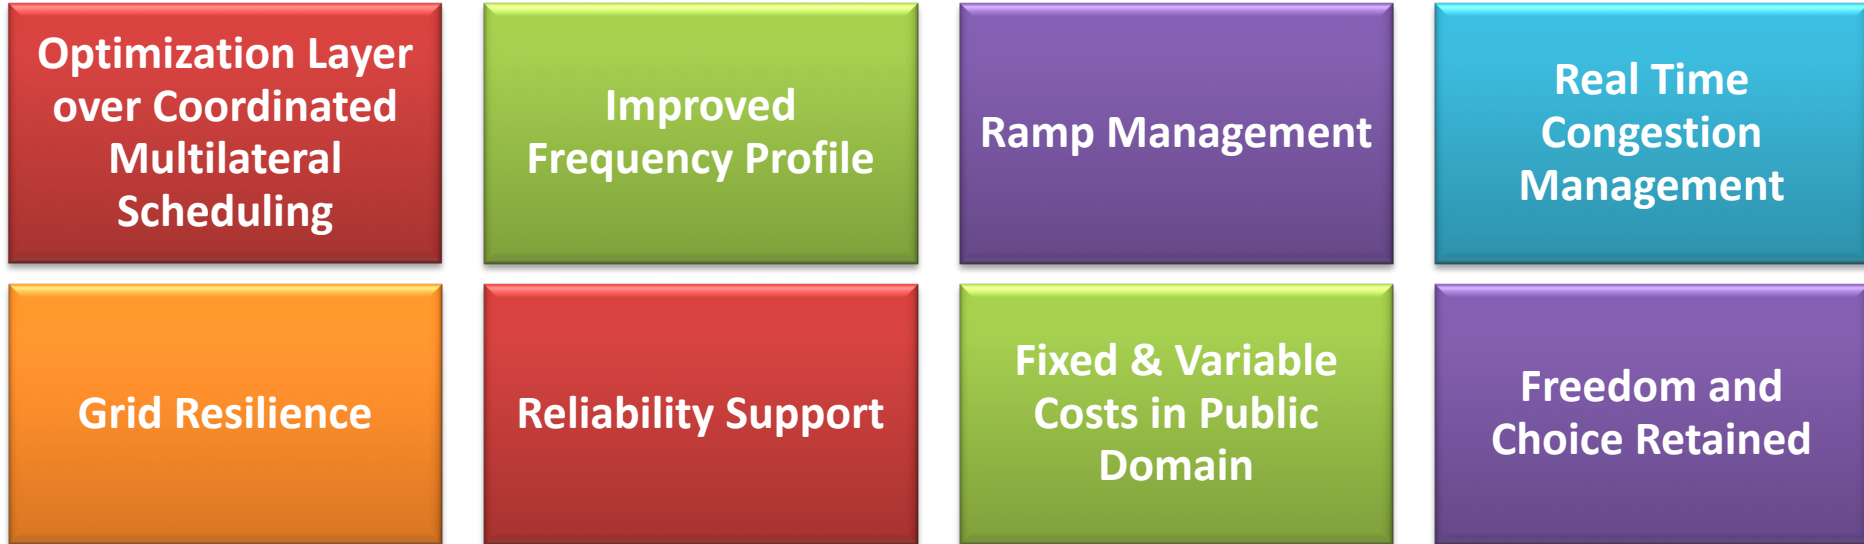 Optimization Layer
over Coordinated
Multilateral
Scheduling
Improved
Frequency Profile
Ramp Management
Real Time
Congestion
Management
Grid Resilience
Reliability Support
Fixed & Variable
Costs in Public
Domain
Freedom and
Choice Retained